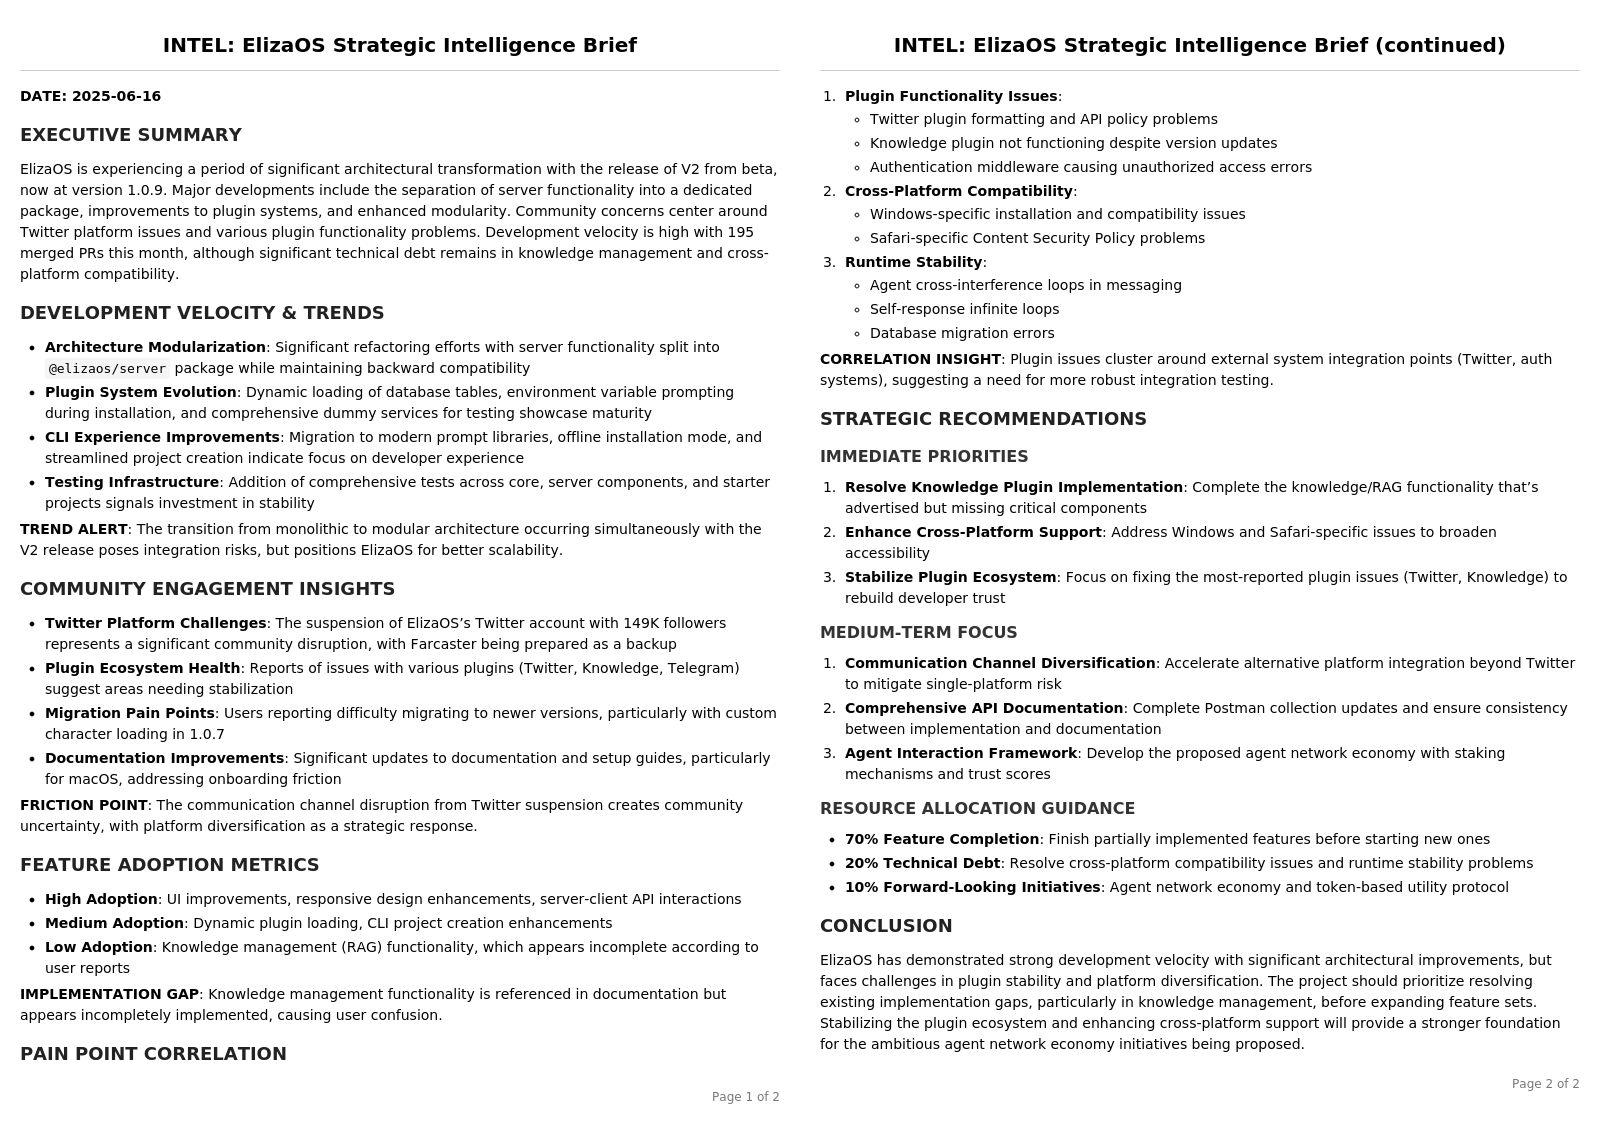 INTEL: ElizaOS Strategic Intelligence Brief
DATE: 2025-06-16
EXECUTIVE SUMMARY
ElizaOS is experiencing a period of significant architectural transformation with the release of V2 from beta,
now at version 1.0.9. Major developments include the separation of server functionality into a dedicated
package, improvements to plugin systems, and enhanced modularity. Community concerns center around
Twitter platform issues and various plugin functionality problems. Development velocity is high with 195
merged PRs this month, although significant technical debt remains in knowledge management and cross-
platform compatibility.
DEVELOPMENT VELOCITY & TRENDS
• Architecture Modularization: Significant refactoring efforts with server functionality split into
@elizaos/server package while maintaining backward compatibility
• Plugin System Evolution: Dynamic loading of database tables, environment variable prompting
during installation, and comprehensive dummy services for testing showcase maturity
• CLI Experience Improvements: Migration to modern prompt libraries, offline installation mode, and
streamlined project creation indicate focus on developer experience
• Testing Infrastructure: Addition of comprehensive tests across core, server components, and starter
projects signals investment in stability
TREND ALERT: The transition from monolithic to modular architecture occurring simultaneously with the
V2 release poses integration risks, but positions ElizaOS for better scalability.
COMMUNITY ENGAGEMENT INSIGHTS
• Twitter Platform Challenges: The suspension of ElizaOS’s Twitter account with 149K followers
represents a significant community disruption, with Farcaster being prepared as a backup
• Plugin Ecosystem Health: Reports of issues with various plugins (Twitter, Knowledge, Telegram)
suggest areas needing stabilization
• Migration Pain Points: Users reporting difficulty migrating to newer versions, particularly with custom
character loading in 1.0.7
• Documentation Improvements: Significant updates to documentation and setup guides, particularly
for macOS, addressing onboarding friction
FRICTION POINT: The communication channel disruption from Twitter suspension creates community
uncertainty, with platform diversification as a strategic response.
FEATURE ADOPTION METRICS
• High Adoption: UI improvements, responsive design enhancements, server-client API interactions
• Medium Adoption: Dynamic plugin loading, CLI project creation enhancements
• Low Adoption: Knowledge management (RAG) functionality, which appears incomplete according to
user reports
IMPLEMENTATION GAP: Knowledge management functionality is referenced in documentation but
appears incompletely implemented, causing user confusion.
PAIN POINT CORRELATION
Page 1 of 2
INTEL: ElizaOS Strategic Intelligence Brief (continued)
1. Plugin Functionality Issues:
◦ Twitter plugin formatting and API policy problems
◦ Knowledge plugin not functioning despite version updates
◦ Authentication middleware causing unauthorized access errors
2. Cross-Platform Compatibility:
◦ Windows-specific installation and compatibility issues
◦ Safari-specific Content Security Policy problems
3. Runtime Stability:
◦ Agent cross-interference loops in messaging
◦ Self-response infinite loops
◦ Database migration errors
CORRELATION INSIGHT: Plugin issues cluster around external system integration points (Twitter, auth
systems), suggesting a need for more robust integration testing.
STRATEGIC RECOMMENDATIONS
IMMEDIATE PRIORITIES
1. Resolve Knowledge Plugin Implementation: Complete the knowledge/RAG functionality that’s
advertised but missing critical components
2. Enhance Cross-Platform Support: Address Windows and Safari-specific issues to broaden
accessibility
3. Stabilize Plugin Ecosystem: Focus on fixing the most-reported plugin issues (Twitter, Knowledge) to
rebuild developer trust
MEDIUM-TERM FOCUS
1. Communication Channel Diversification: Accelerate alternative platform integration beyond Twitter
to mitigate single-platform risk
2. Comprehensive API Documentation: Complete Postman collection updates and ensure consistency
between implementation and documentation
3. Agent Interaction Framework: Develop the proposed agent network economy with staking
mechanisms and trust scores
RESOURCE ALLOCATION GUIDANCE
• 70% Feature Completion: Finish partially implemented features before starting new ones
• 20% Technical Debt: Resolve cross-platform compatibility issues and runtime stability problems
• 10% Forward-Looking Initiatives: Agent network economy and token-based utility protocol
CONCLUSION
ElizaOS has demonstrated strong development velocity with significant architectural improvements, but
faces challenges in plugin stability and platform diversification. The project should prioritize resolving
existing implementation gaps, particularly in knowledge management, before expanding feature sets.
Stabilizing the plugin ecosystem and enhancing cross-platform support will provide a stronger foundation
for the ambitious agent network economy initiatives being proposed.
Page 2 of 2